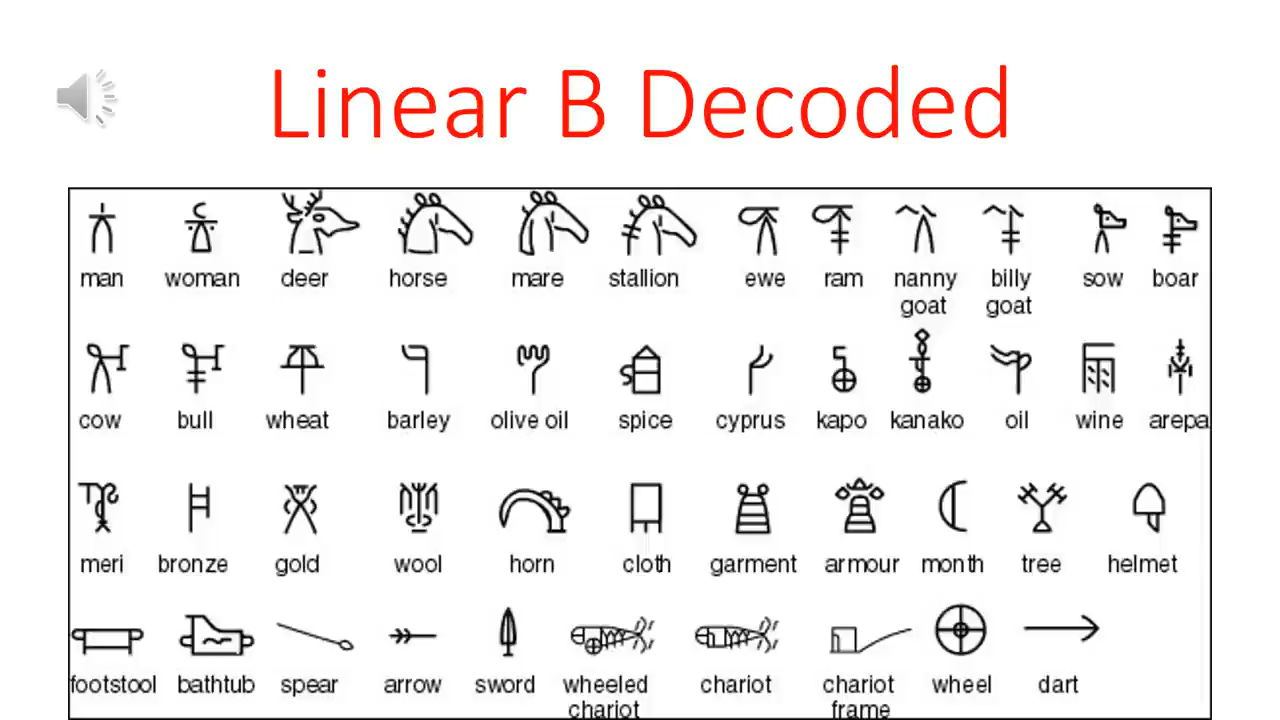 Linear B Decoded
man woman deer horse mare stallion ewe ram nanny billy sow boar
goat goat
cow bull wheat barley olive oil spice cyprus kapo kanako oil wine arepa
meri bronze gold wool horn cloth garment armour month tree helmet
footstool bathtub spear arrow sword wheeled chariot chariot wheel dart
chariot frame